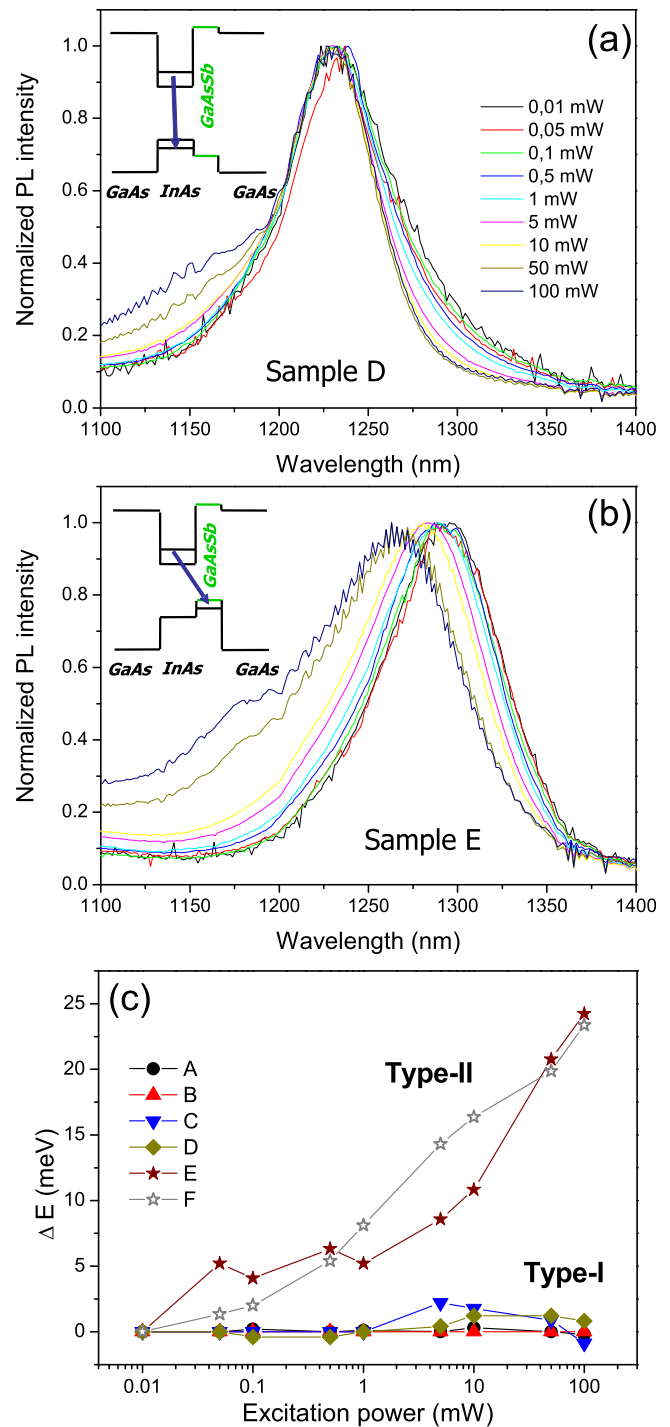 (a)
GaAsSb
GaAs InAs GaAs
0,01 mW
0,05 mW
0,1 mW
0,5 mW
1 mW
5 mW
10 mW
50 mW
100 mW
Sample D
Normalized PL intensity
1.0
0.8
0.6
0.4
0.2
0.0
1100 1150 1200 1250 1300 1350 1400
Wavelength (nm)
(b)
GaAsSb
GaAs InAs GaAs
Sample E
Normalized PL intensity
1.0
0.8
0.6
0.4
0.2
0.0
1100 1150 1200 1250 1300 1350 1400
Wavelength (nm)
(c)
A
B
C
D
E
F
Type-II
Type-I
Δ E (meV)
25
20
15
10
5
0
0.01 0.1 1 10 100
Excitation power (mW)